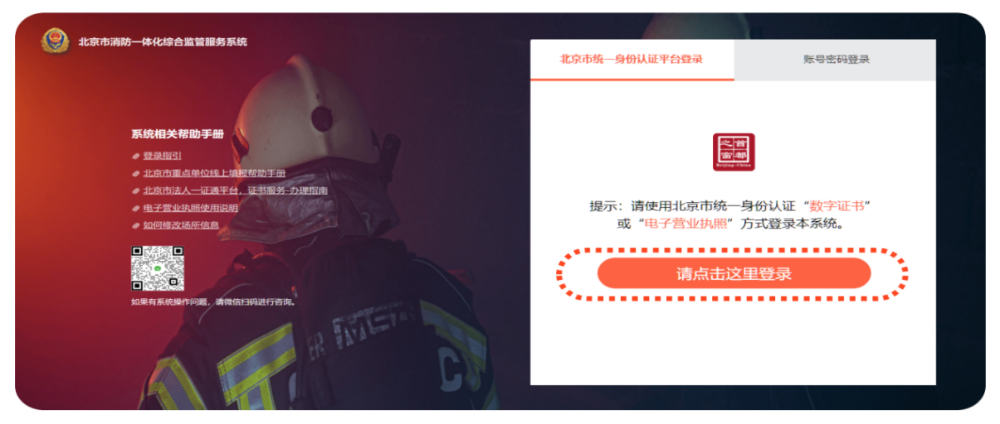 北京市消防一体化综合监管服务系统
系统相关帮助手册
登录指引
北京市重点单位线上填报帮助手册
北京市法人一证通平台，证书服务-办理指南
电子营业执照使用说明
如何修改场所信息
如果有系统操作问题，请微信扫码进行咨询。
北京市统一身份认证平台登录
账号密码登录
首都之窗
Beijing-China
提示：请使用北京市统一身份认证“数字证书”
或“电子营业执照”方式登录本系统。
请点击这里登录
C